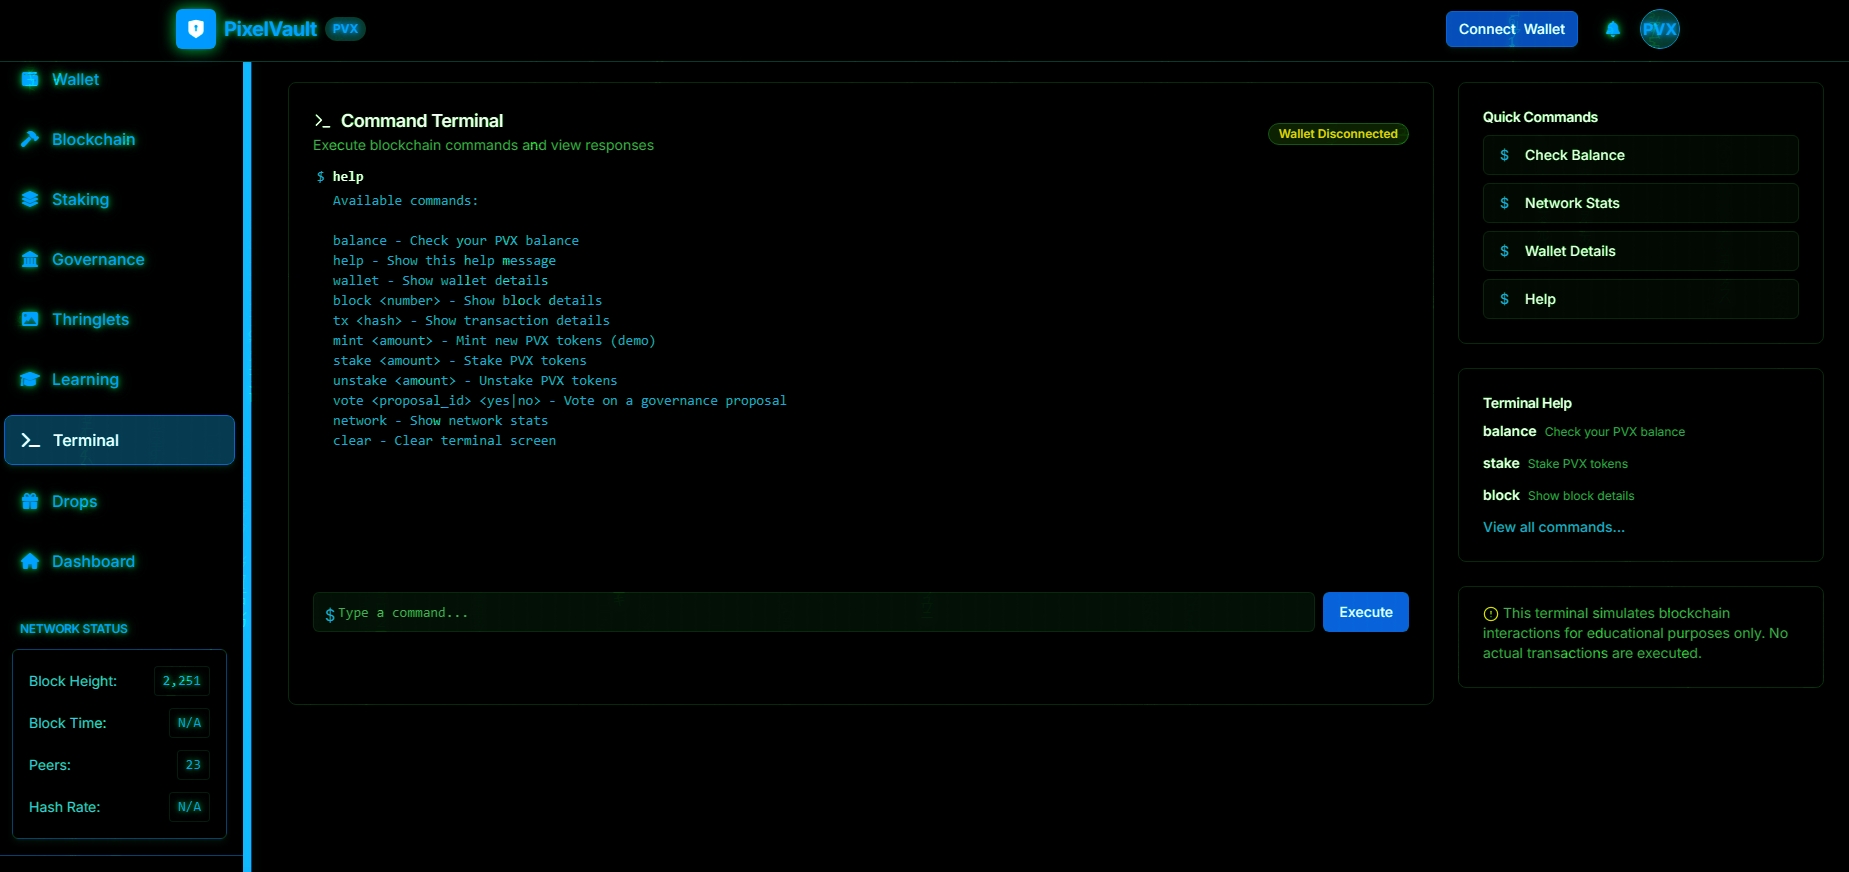 PixelVault PVX
Connect Wallet
PVX
Wallet
Blockchain
Staking
Governance
Thringlets
Learning
Terminal
Drops
Dashboard
NETWORK STATUS
Block Height: 2,251
Block Time: N/A
Peers: 23
Hash Rate: N/A
>_ Command Terminal
Execute blockchain commands and view responses
Wallet Disconnected
$ help
Available commands:
balance - Check your PVX balance
help - Show this help message
wallet - Show wallet details
block <number> - Show block details
tx <hash> - Show transaction details
mint <amount> - Mint new PVX tokens (demo)
stake <amount> - Stake PVX tokens
unstake <amount> - Unstake PVX tokens
vote <proposal_id> <yes|no> - Vote on a governance proposal
network - Show network stats
clear - Clear terminal screen
$ Type a command...
Execute
Quick Commands
$ Check Balance
$ Network Stats
$ Wallet Details
$ Help
Terminal Help
balance Check your PVX balance
stake Stake PVX tokens
block Show block details
View all commands...
This terminal simulates blockchain
interactions for educational purposes only. No
actual transactions are executed.